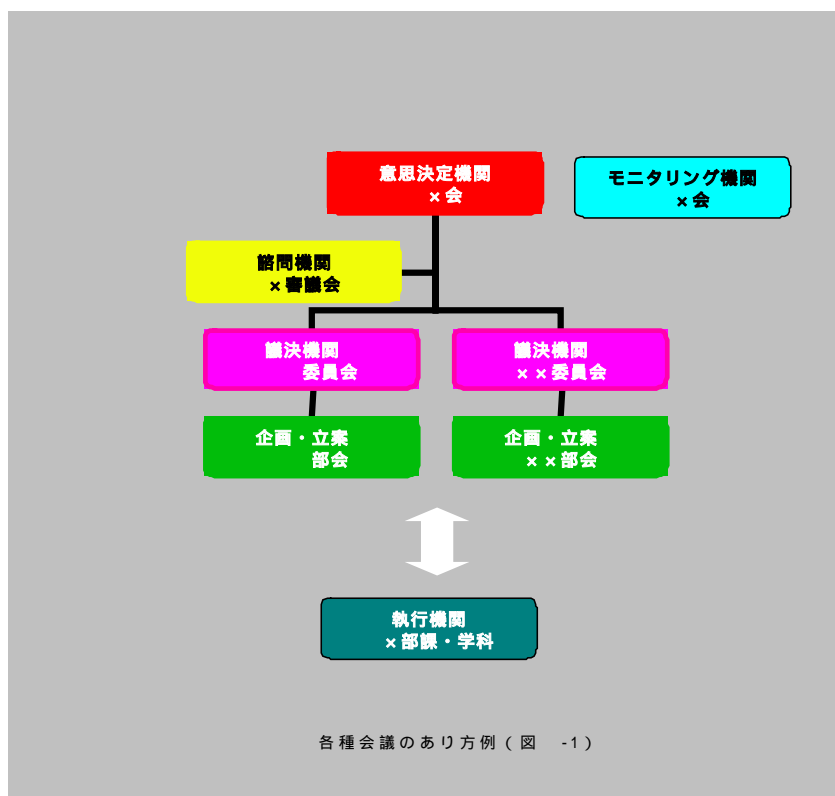 意思決定機関
×会
モニタリング機関
×会
諮問機関
×審議会
議決機関
委員会
議決機関
××委員会
企画・立案
部会
企画・立案
××部会
執行機関
×部課・学科
各種会議のあり方例(図 -1)